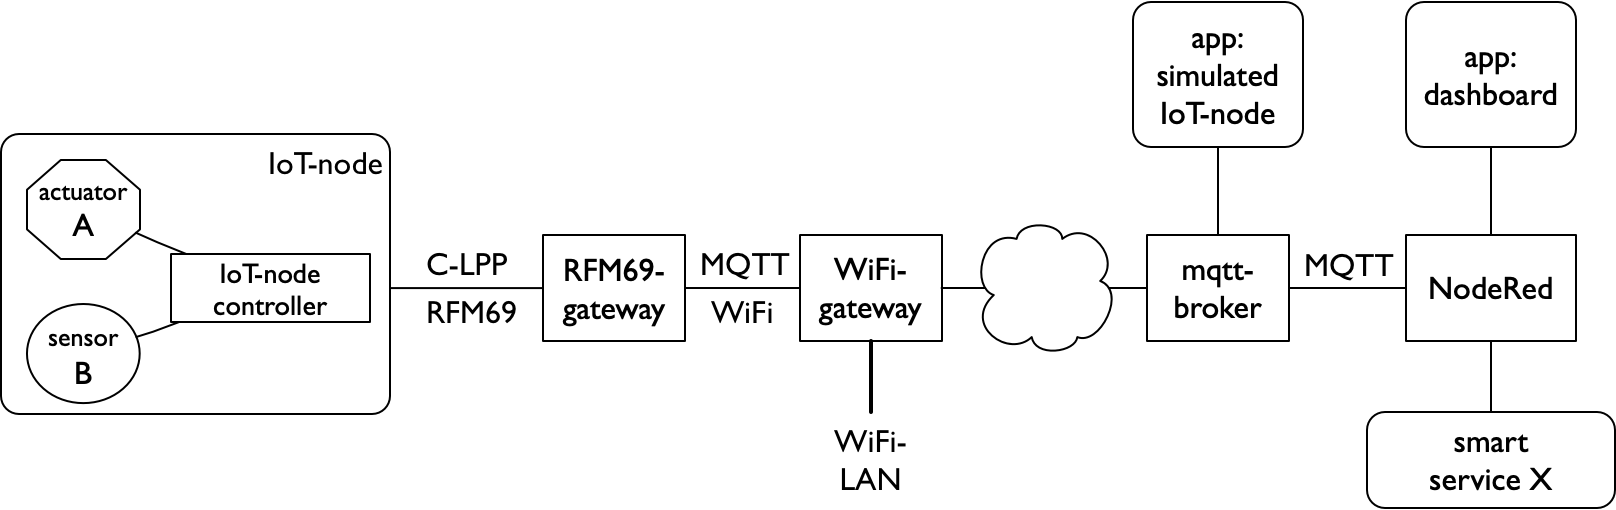 IoT-node
actuator
A
IoT-node
controller
sensor
B
C-LPP
RFM69
RFM69-
gateway
MQTT
WiFi
WiFi-
gateway
WiFi-
LAN
app:
simulated
IoT-node
mqtt-
broker
MQTT
app:
dashboard
NodeRed
smart
service X